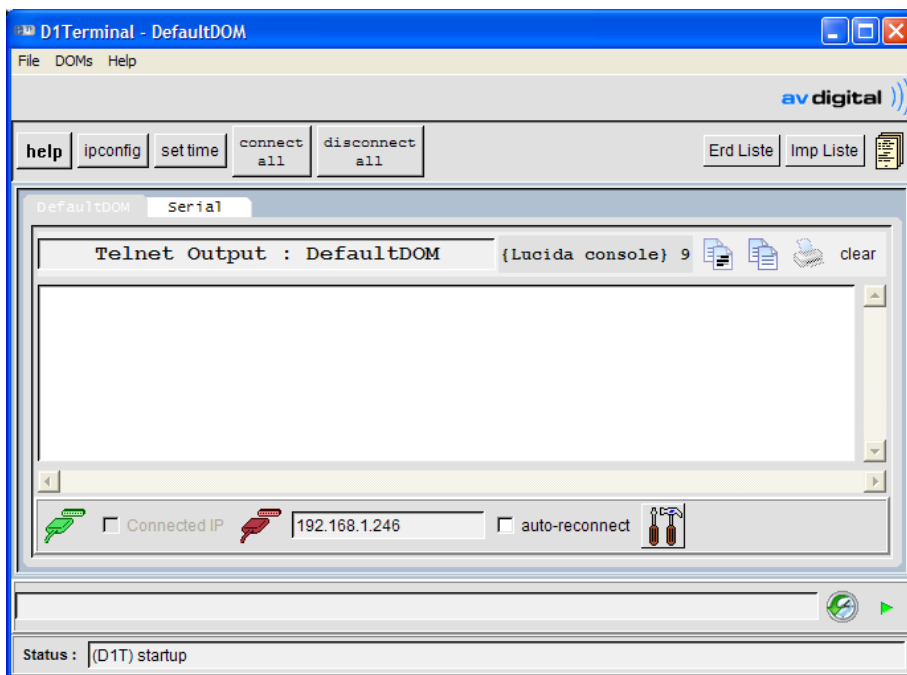 D1Terminal - DefaultDOM
File DOMs Help
av digital
help ipconfig set time connect all disconnect all Erd Liste Imp Liste
DefaultDOM Serial
Telnet Output : DefaultDOM {Lucida console} 9 clear
Connected IP 192.168.1.246 auto-reconnect
Status : (D1T) startup